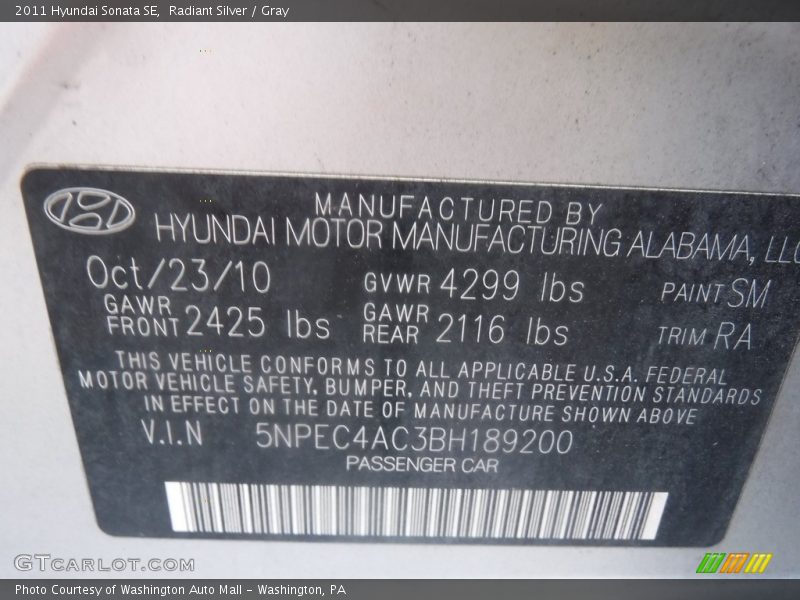 2011 Hyundai Sonata SE, Radiant Silver / Gray
MANUFACTURED BY
HYUNDAI MOTOR MANUFACTURING ALABAMA, LLC
Oct/23/10 GVWR 4299 lbs PAINT SM
GAWR FRONT 2425 lbs GAWR REAR 2116 lbs TRIM RA
THIS VEHICLE CONFORMS TO ALL APPLICABLE U.S.A. FEDERAL
MOTOR VEHICLE SAFETY, BUMPER, AND THEFT PREVENTION STANDARDS
IN EFFECT ON THE DATE OF MANUFACTURE SHOWN ABOVE
V.I.N 5NPEC4AC3BH189200
PASSENGER CAR
GTcarlot.com
Photo Courtesy of Washington Auto Mall - Washington, PA